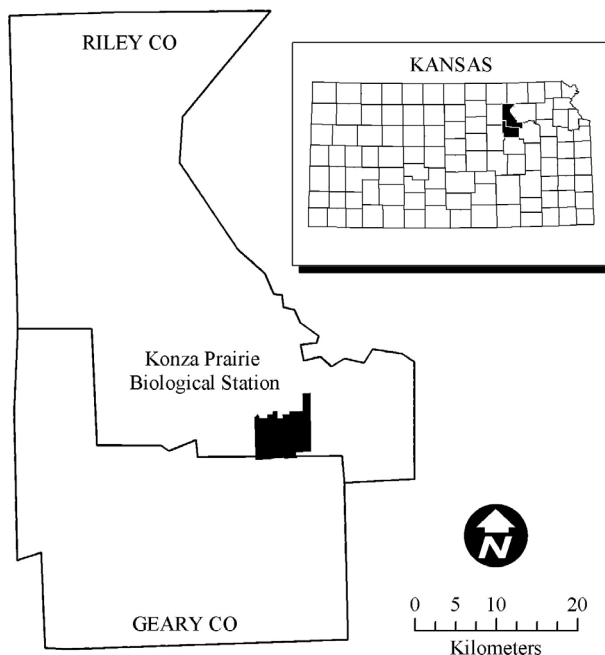 RILEY CO
KANSAS
Konza Prairie
Biological Station
N
GEARY CO
0 5 10 20
Kilometers